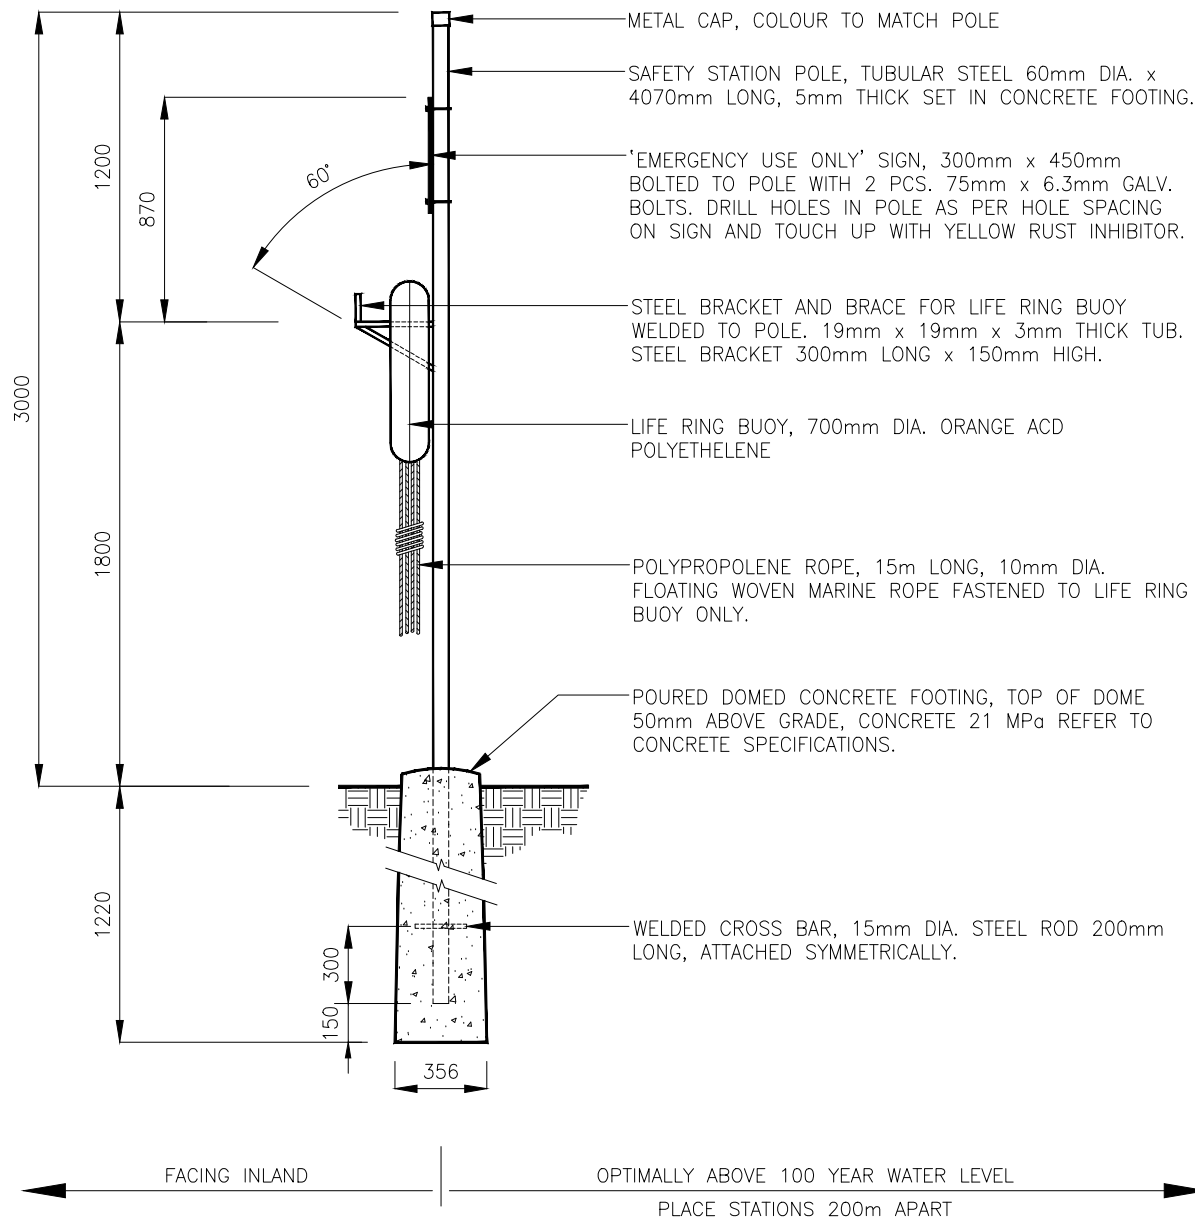 METAL CAP, COLOUR TO MATCH POLE
SAFETY STATION POLE, TUBULAR STEEL 60mm DIA. x
4070mm LONG, 5mm THICK SET IN CONCRETE FOOTING.
'EMERGENCY USE ONLY' SIGN, 300mm x 450mm
BOLTED TO POLE WITH 2 PCS. 75mm x 6.3mm GALV.
BOLTS. DRILL HOLES IN POLE AS PER HOLE SPACING
ON SIGN AND TOUCH UP WITH YELLOW RUST INHIBITOR.
STEEL BRACKET AND BRACE FOR LIFE RING BUOY
WELDED TO POLE. 19mm x 19mm x 3mm THICK TUB.
STEEL BRACKET 300mm LONG x 150mm HIGH.
LIFE RING BUOY, 700mm DIA. ORANGE ACD
POLYETHELENE
POLYPROPOLENE ROPE, 15m LONG, 10mm DIA.
FLOATING WOVEN MARINE ROPE FASTENED TO LIFE RING
BUOY ONLY.
POURED DOMED CONCRETE FOOTING, TOP OF DOME
50mm ABOVE GRADE, CONCRETE 21 MPa REFER TO
CONCRETE SPECIFICATIONS.
WELDED CROSS BAR, 15mm DIA. STEEL ROD 200mm
LONG, ATTACHED SYMMETRICALLY.
3000
1200
870
60°
1800
1220
300
150
356
FACING INLAND
OPTIMALLY ABOVE 100 YEAR WATER LEVEL
PLACE STATIONS 200m APART